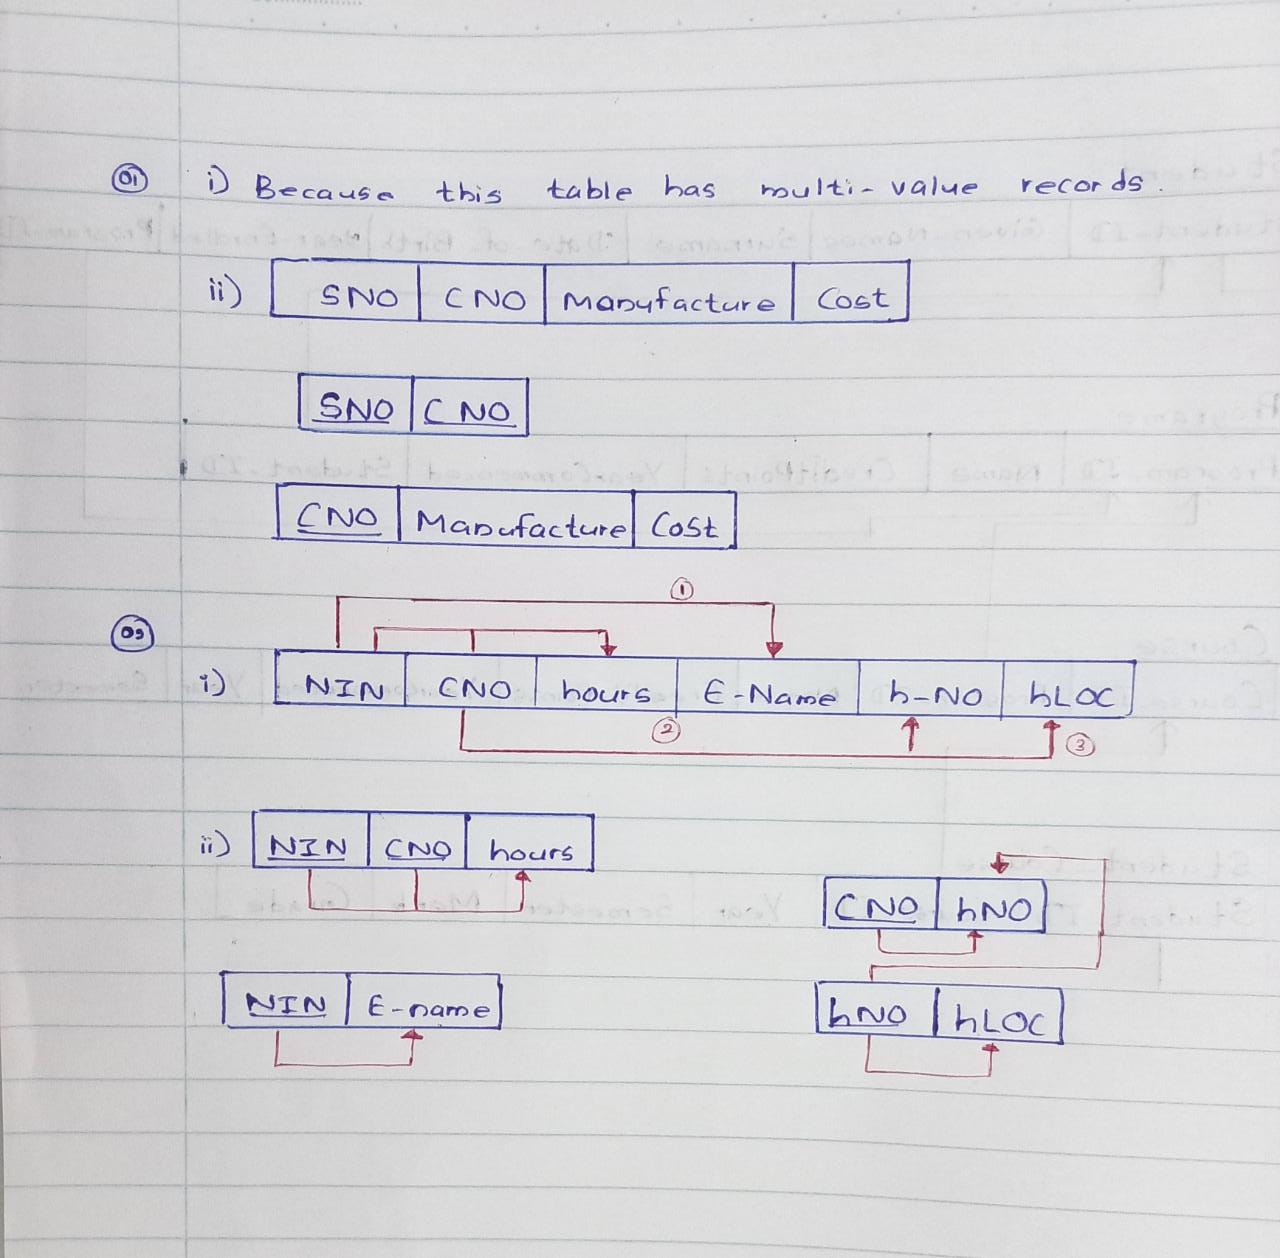 01 i) Because this table has multi-value records.
ii) SNO CNO Manufacture Cost
SNO CNO
CNO Manufacture Cost
1
03
i) NIN CNO hours E-Name h-NO hLOC
2 3
ii) NIN CNO hours
CNO hNO
NIN E-name
hNO hLOC